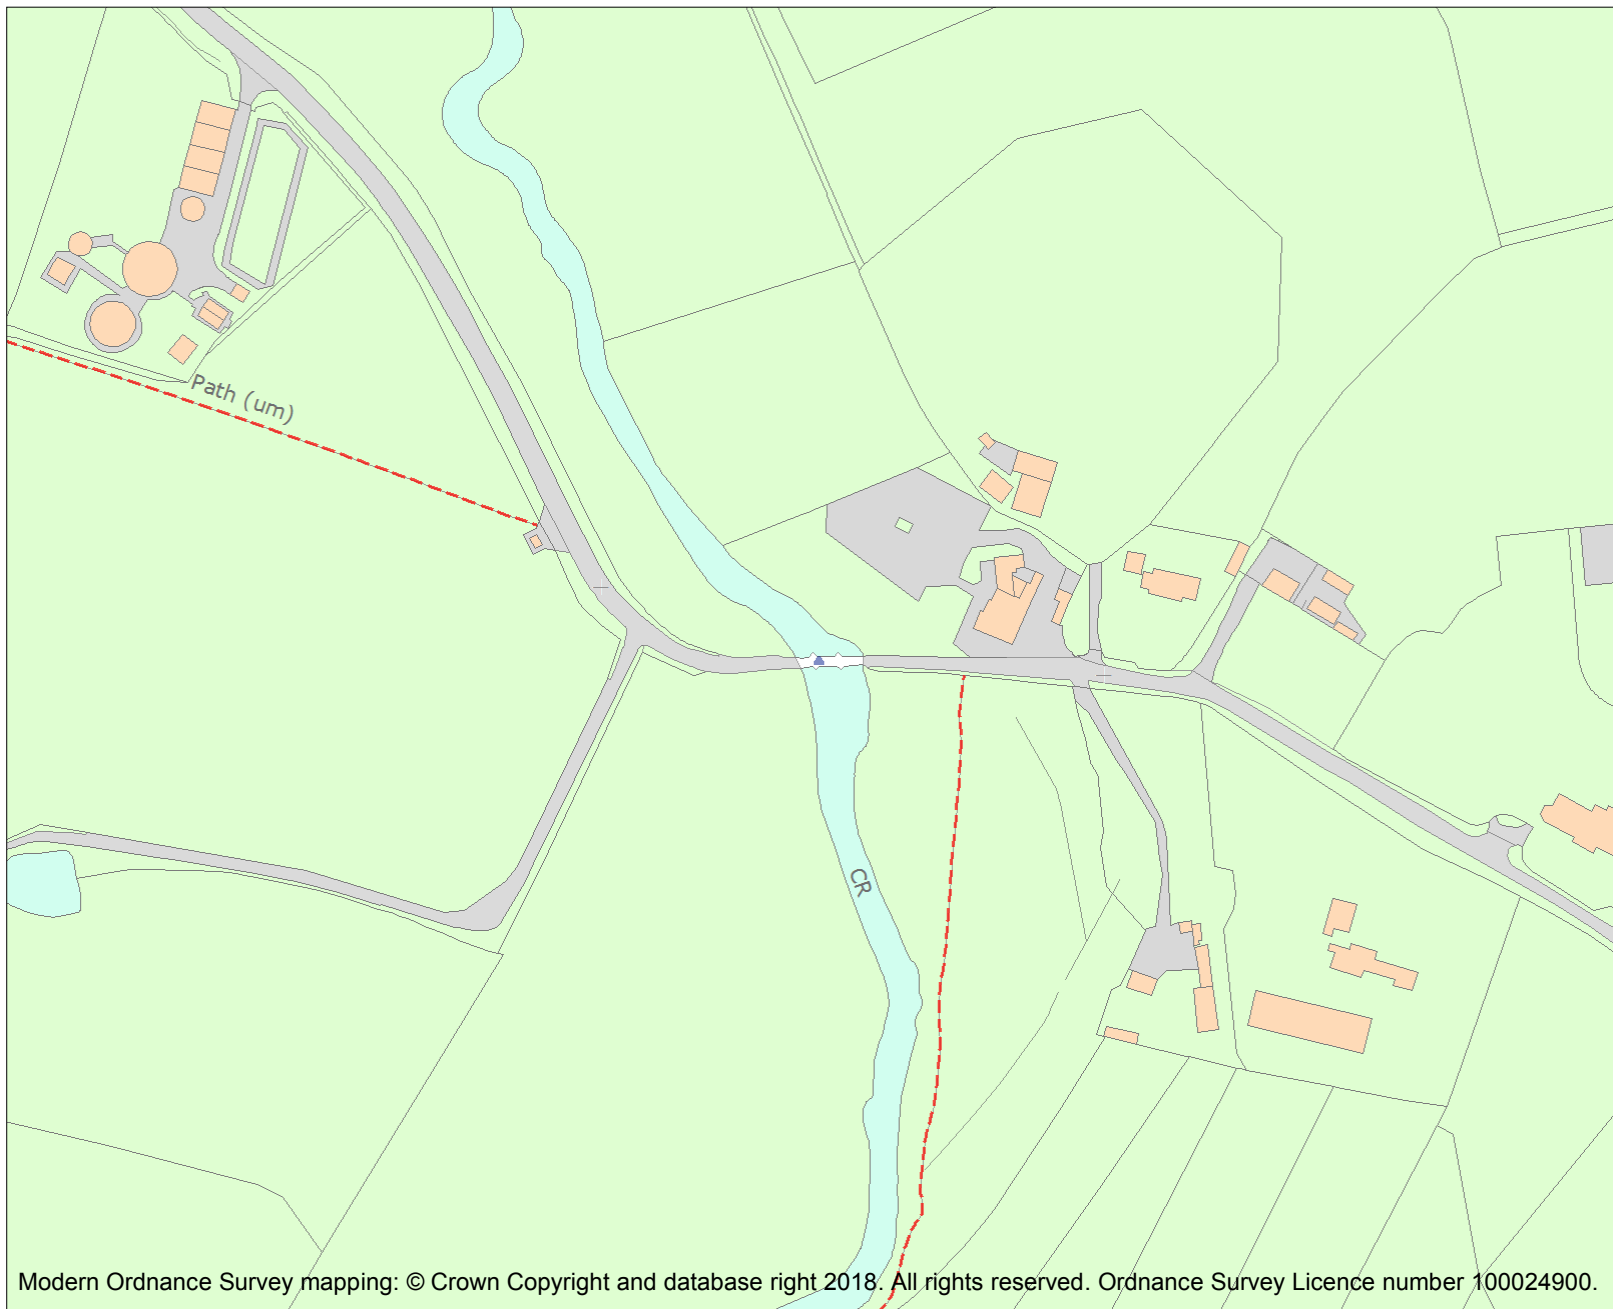 Path (um)
CR
Modern Ordnance Survey mapping: © Crown Copyright and database right 2018. All rights reserved. Ordnance Survey Licence number 100024900.